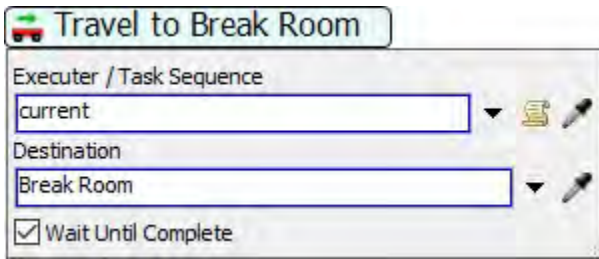 Travel to Break Room
Executer / Task Sequence
current
Destination
Break Room
Wait Until Complete